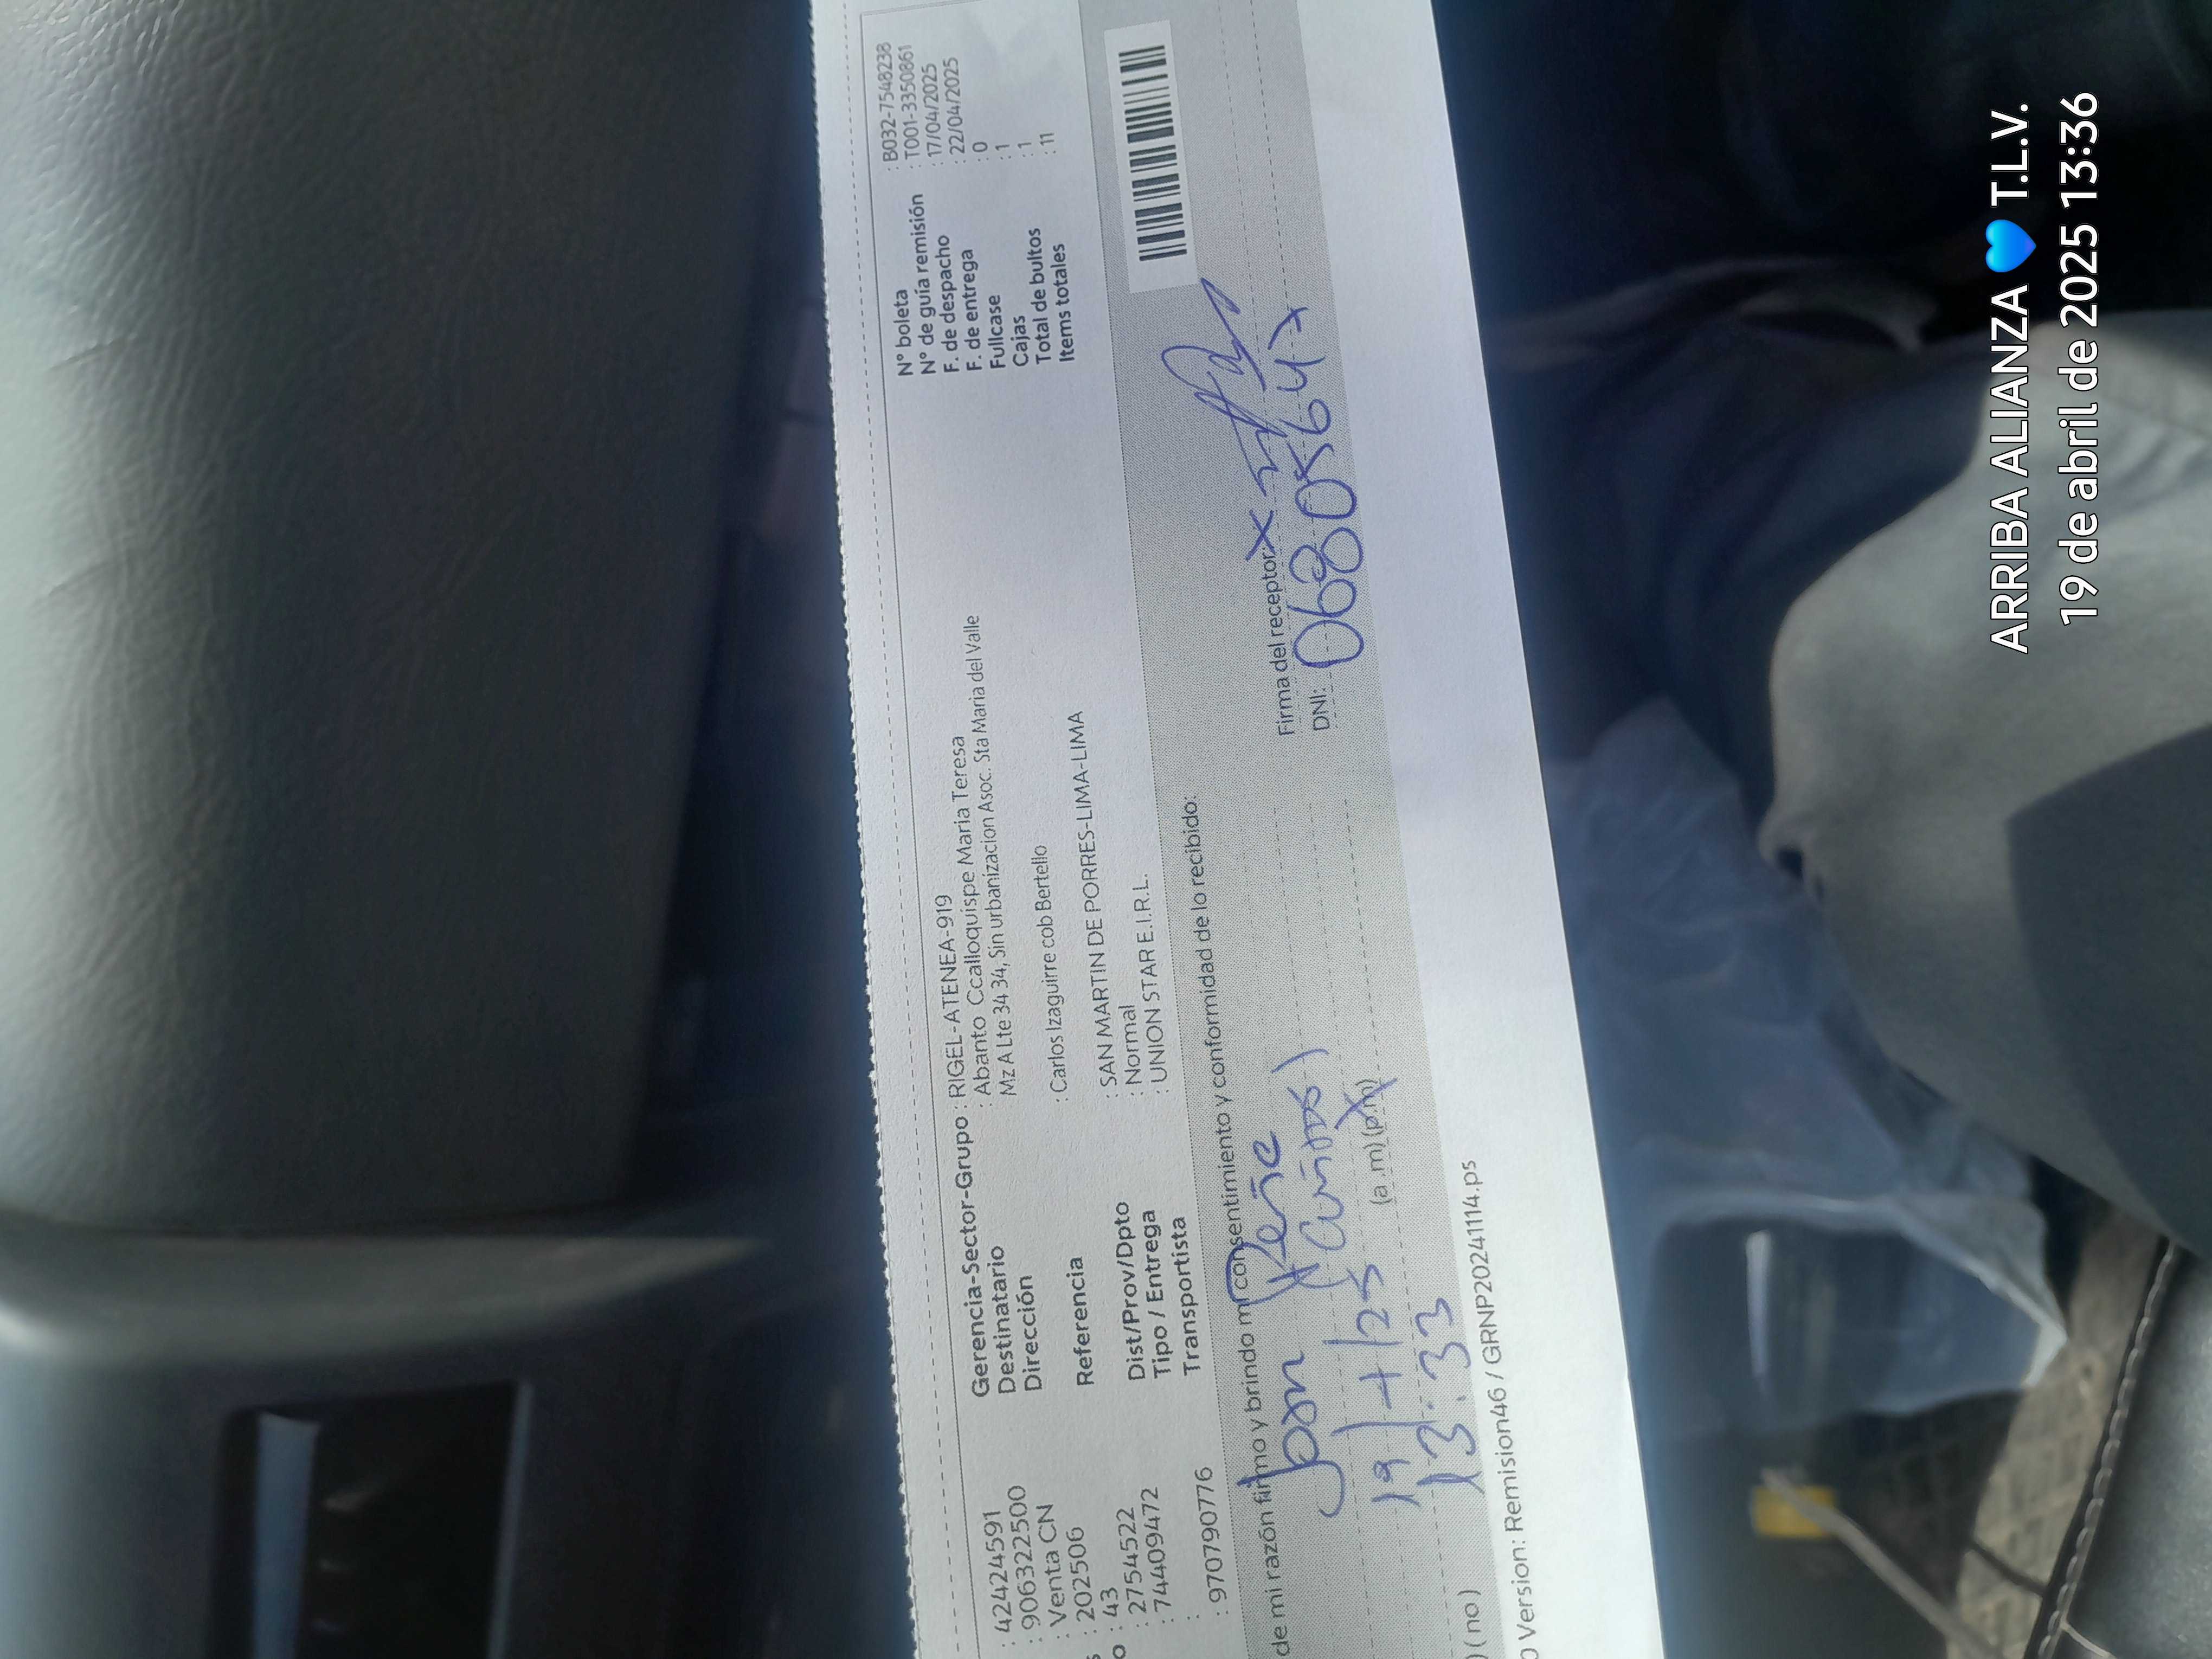 : 42424591
: 906322500
: Venta CN
: 202506
: 43
: 2754522
: 744409472
:
: 970790776
Gerencia-Sector-Grupo : RIGEL-ATENEA-919
Destinatario : Abanto Ccalloquispe Maria Teresa
Dirección Mz A Lte 34 34, Sin urbanizacion Asoc. Sta Maria del Valle
Referencia : Carlos Izaguirre cob Bertello
Dist/Prov/Dpto : SAN MARTIN DE PORRES-LIMA-LIMA
Tipo / Entrega : Normal
Transportista : UNION STAR E.I.R.L.
N° boleta : B032-7548238
N° de guía remisión : T001-3350861
F. de despacho : 17/04/2025
F. de entrega : 22/04/2025
Fullcase : 0
Cajas : 1
Total de bultos : 1
Items totales : 11
de mi razón firmo y brindo mi consentimiento y conformidad de lo recibido:
19/4/25
13:33 (a.m) (p.m)
Firma del receptor: X
DNI: 06805647
) ( no )
) Version: Remision46 / GRNP20241114.ps
ARRIBA ALIANZA 💙 T.L.V.
19 de abril de 2025 13:36